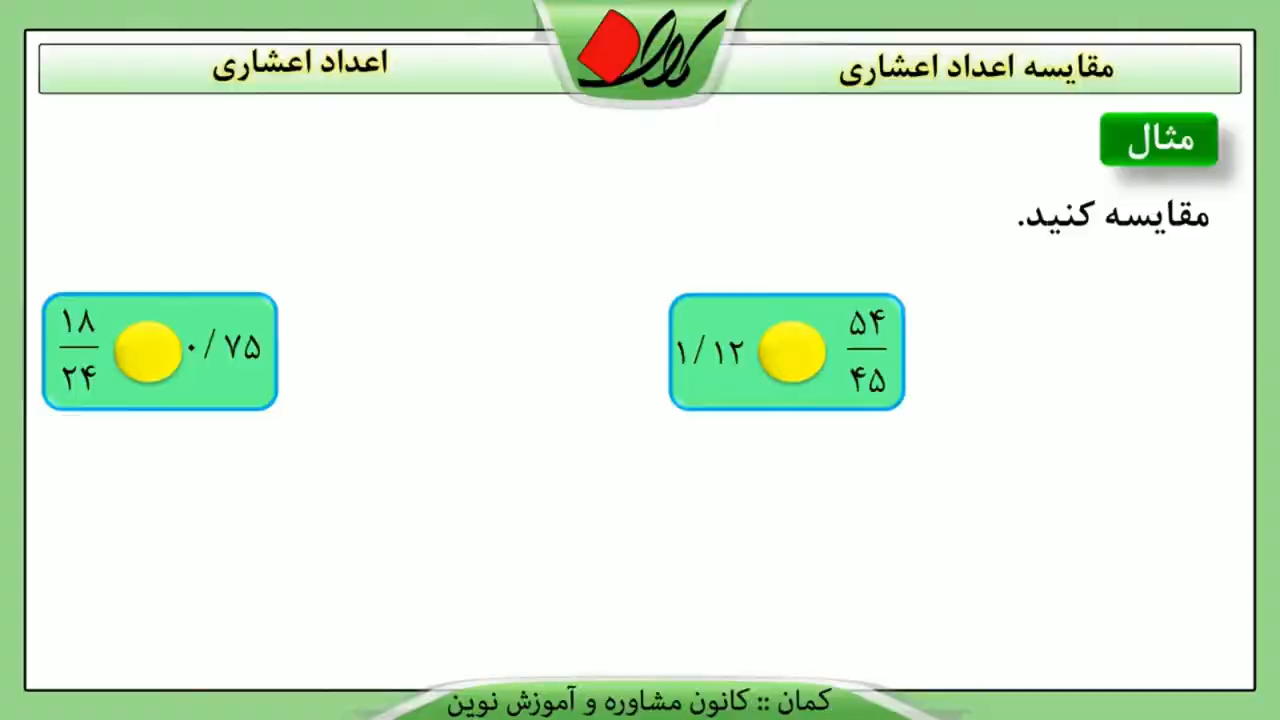 مقایسه اعداد اعشاری
اعداد اعشاری
کمان
مثال
مقایسه کنید.
۱/۱۲ ۵۴/۴۵
۱۸/۲۴ ۰/۷۵
کمان :: کانون مشاوره و آموزش نوین